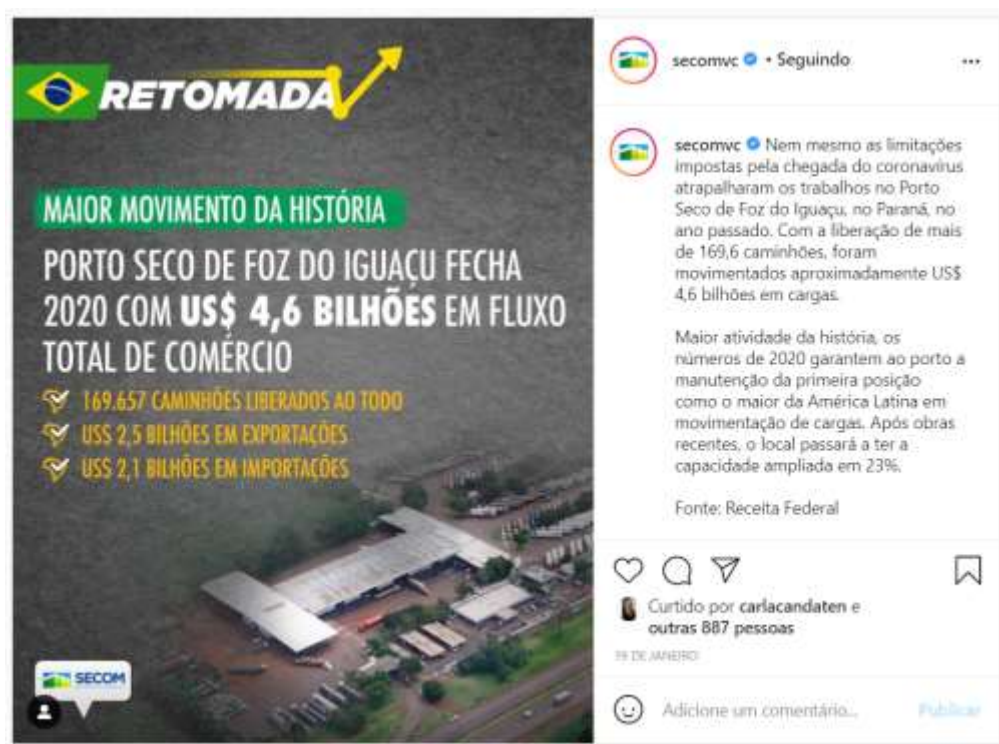 RETOMADA
MAIOR MOVIMENTO DA HISTÓRIA
PORTO SECO DE FOZ DO IGUAÇU FECHA
2020 COM US$ 4,6 BILHÕES EM FLUXO
TOTAL DE COMÉRCIO
169.657 CAMINHÕES LIBERADOS AO TODO
US$ 2,5 BILHÕES EM EXPORTAÇÕES
US$ 2,1 BILHÕES EM IMPORTAÇÕES
SECOM
secomvc • Seguindo
secomvc Nem mesmo as limitações
impostas pela chegada do coronavírus
atrapalharam os trabalhos no Porto
Seco de Foz do Iguaçu, no Paraná, no
ano passado. Com a liberação de mais
de 169,6 caminhões, foram
movimentados aproximadamente US$
4,6 bilhões em cargas.
Maior atividade da história, os
números de 2020 garantem ao porto a
manutenção da primeira posição
como o maior da América Latina em
movimentação de cargas. Após obras
recentes, o local passará a ter a
capacidade ampliada em 23%.
Fonte: Receita Federal
Curtido por carlacandaten e
outras 887 pessoas
19 DE JANEIRO
Adicione um comentário... Publicar